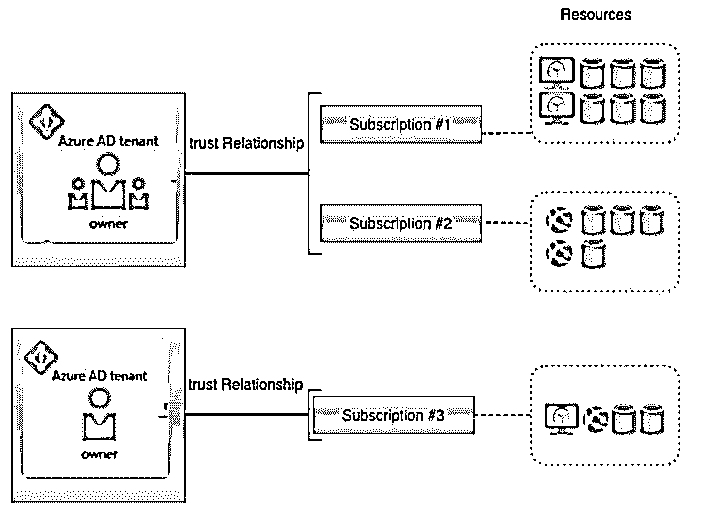 Resources
Azure AD tenant
owner
trust Relationship
Subscription #1
Subscription #2
Azure AD tenant
owner
trust Relationship
Subscription #3